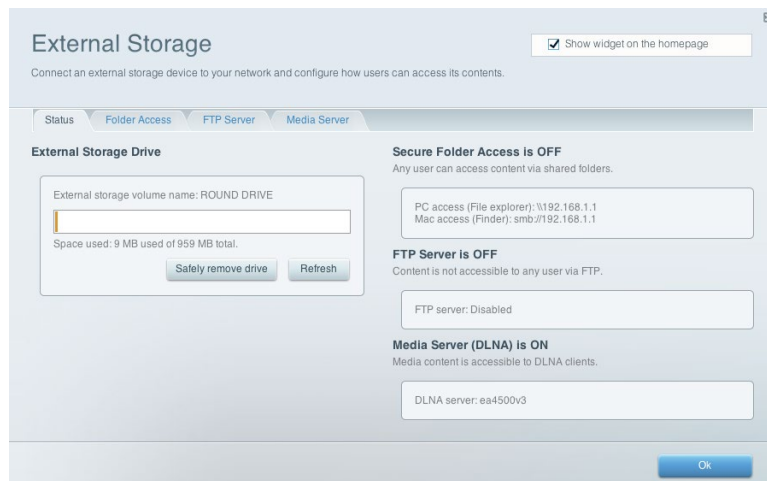 External Storage
Show widget on the homepage
Connect an external storage device to your network and configure how users can access its contents.
Status
Folder Access
FTP Server
Media Server
External Storage Drive
External storage volume name: ROUND DRIVE
Space used: 9 MB used of 959 MB total.
Safely remove drive
Refresh
Secure Folder Access is OFF
Any user can access content via shared folders.
PC access (File explorer): \\192.168.1.1
Mac access (Finder): smb://192.168.1.1
FTP Server is OFF
Content is not accessible to any user via FTP.
FTP server: Disabled
Media Server (DLNA) is ON
Media content is accessible to DLNA clients.
DLNA server: ea4500v3
Ok